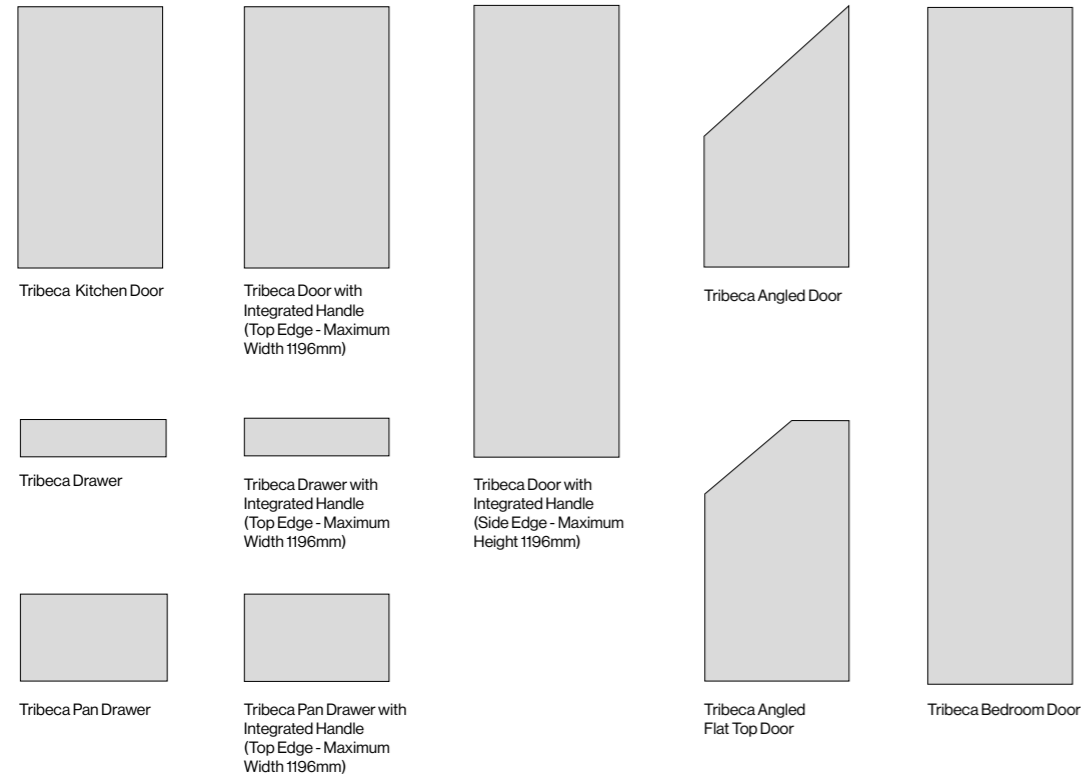 Tribeca Kitchen Door
Tribeca Door with
Integrated Handle
(Top Edge - Maximum
Width 1196mm)
Tribeca Angled Door
Tribeca Drawer
Tribeca Drawer with
Integrated Handle
(Top Edge - Maximum
Width 1196mm)
Tribeca Door with
Integrated Handle
(Side Edge - Maximum
Height 1196mm)
Tribeca Pan Drawer
Tribeca Pan Drawer with
Integrated Handle
(Top Edge - Maximum
Width 1196mm)
Tribeca Angled
Flat Top Door
Tribeca Bedroom Door